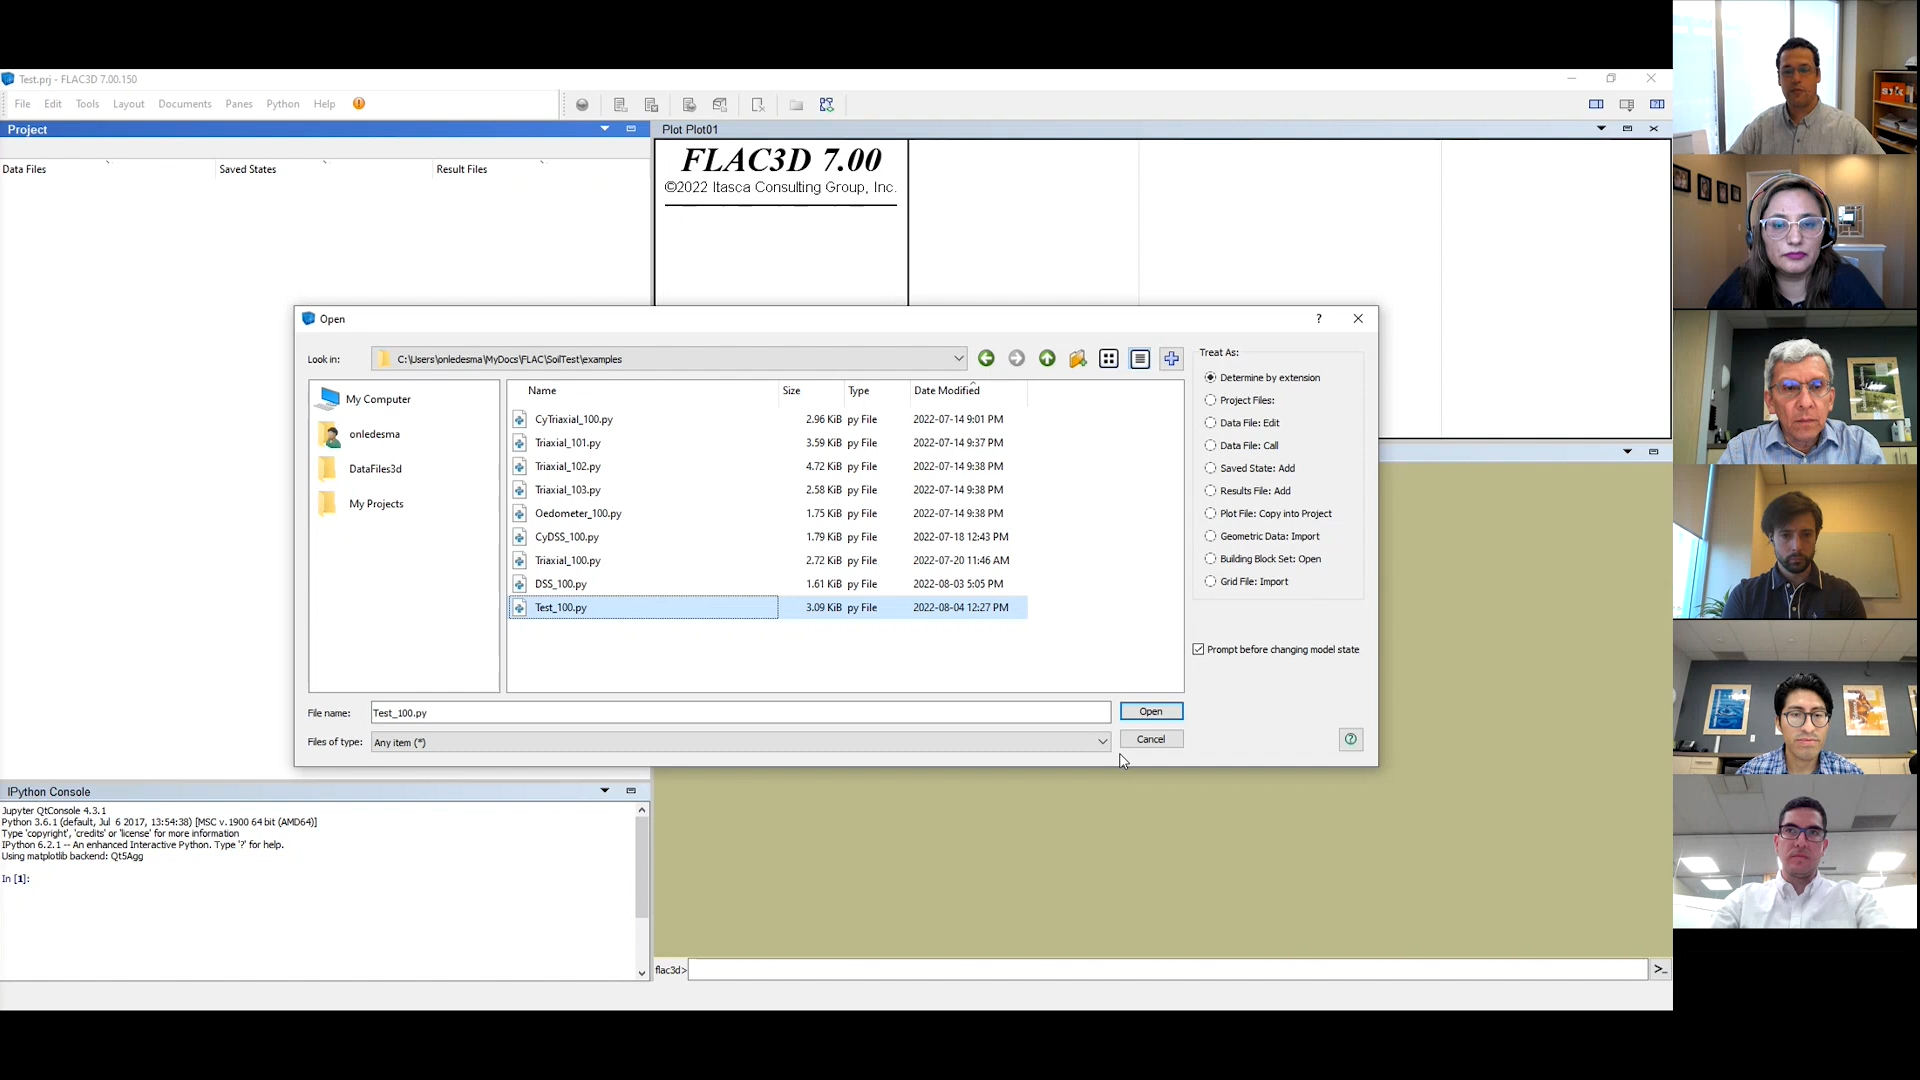 Test.prj - FLAC3D 7.00.150
File Edit Tools Layout Documents Panes Python Help
Project
Plot Plot01
Data Files Saved States Result Files
FLAC3D 7.00
©2022 Itasca Consulting Group, Inc.
Open
Look in: C:\Users\onledesma\MyDocs\FLAC\SoilTest\examples
My Computer
onledesma
DataFiles3d
My Projects
Name Size Type Date Modified
CyTriaxial_100.py 2.96 KiB py File 2022-07-14 9:01 PM
Triaxial_101.py 3.59 KiB py File 2022-07-14 9:37 PM
Triaxial_102.py 4.72 KiB py File 2022-07-14 9:38 PM
Triaxial_103.py 2.58 KiB py File 2022-07-14 9:38 PM
Oedometer_100.py 1.75 KiB py File 2022-07-14 9:38 PM
CyDSS_100.py 1.79 KiB py File 2022-07-18 12:43 PM
Triaxial_100.py 2.72 KiB py File 2022-07-20 11:46 AM
DSS_100.py 1.61 KiB py File 2022-08-03 5:05 PM
Test_100.py 3.09 KiB py File 2022-08-04 12:27 PM
Treat As:
Determine by extension
Project Files:
Data File: Edit
Data File: Call
Saved State: Add
Results File: Add
Plot File: Copy into Project
Geometric Data: Import
Building Block Set: Open
Grid File: Import
Prompt before changing model state
File name: Test_100.py Open
Files of type: Any item (*) Cancel
IPython Console
Jupyter QtConsole 4.3.1
Python 3.6.1 (default, Jul 6 2017, 13:54:38) [MSC v.1900 64 bit (AMD64)]
Type 'copyright', 'credits' or 'license' for more information
IPython 6.2.1 -- An enhanced Interactive Python. Type '?' for help.
Using matplotlib backend: Qt5Agg
In [1]:
flac3d>